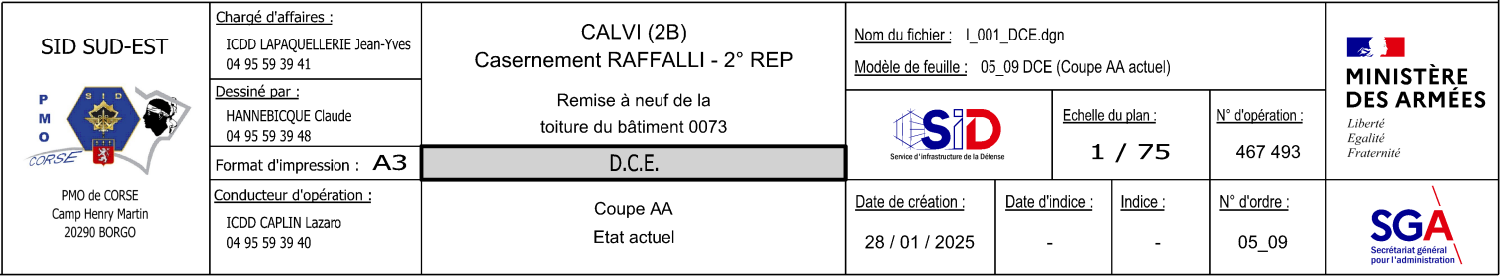 SID SUD-EST
PMO
S I D
CORSE
PMO de CORSE
Camp Henry Martin
20290 BORGO
Chargé d'affaires :
ICDD LAPAQUELLERIE Jean-Yves
04 95 59 39 41
Dessiné par :
HANNEBICQUE Claude
04 95 59 39 48
Format d'impression : A3
Conducteur d'opération :
ICDD CAPLIN Lazaro
04 95 59 39 40
CALVI (2B)
Casernement RAFFALLI - 2° REP
Remise à neuf de la
toiture du bâtiment 0073
D.C.E.
Coupe AA
Etat actuel
Nom du fichier : I_001_DCE.dgn
Modèle de feuille : 05_09 DCE (Coupe AA actuel)
SiD
Service d'infrastructure de la Défense
Echelle du plan :
1 / 75
N° d'opération :
467 493
Date de création :
28 / 01 / 2025
Date d'indice :
-
Indice :
-
N° d'ordre :
05_09
MINISTÈRE
DES ARMÉES
Liberté
Egalité
Fraternité
SGA
Secrétariat général
pour l'administration